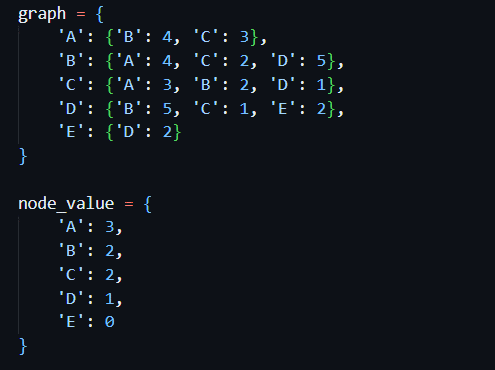 graph = {
    'A': {'B': 4, 'C': 3},
    'B': {'A': 4, 'C': 2, 'D': 5},
    'C': {'A': 3, 'B': 2, 'D': 1},
    'D': {'B': 5, 'C': 1, 'E': 2},
    'E': {'D': 2}
}

node_value = {
    'A': 3,
    'B': 2,
    'C': 2,
    'D': 1,
    'E': 0
}